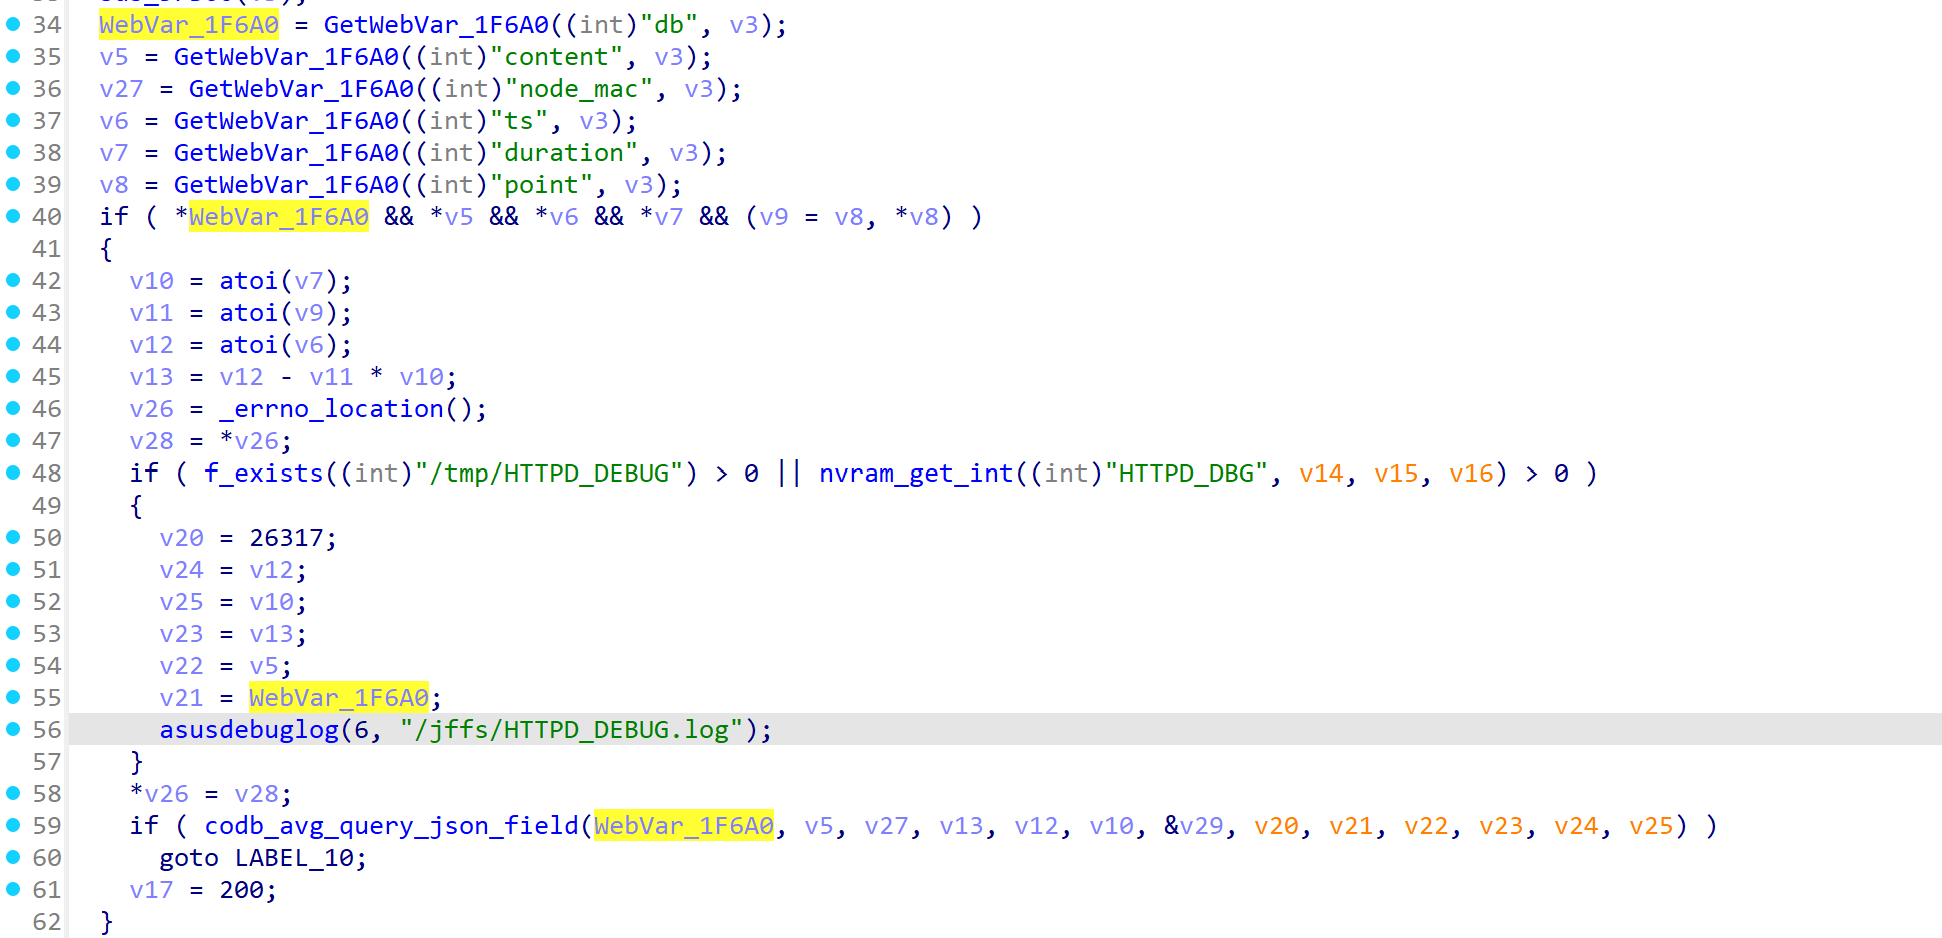 34 WebVar_1F6A0 = GetWebVar_1F6A0((int)"db", v3);
35 v5 = GetWebVar_1F6A0((int)"content", v3);
36 v27 = GetWebVar_1F6A0((int)"node_mac", v3);
37 v6 = GetWebVar_1F6A0((int)"ts", v3);
38 v7 = GetWebVar_1F6A0((int)"duration", v3);
39 v8 = GetWebVar_1F6A0((int)"point", v3);
40 if ( *WebVar_1F6A0 && *v5 && *v6 && *v7 && (v9 = v8, *v8) )
41 {
42 v10 = atoi(v7);
43 v11 = atoi(v9);
44 v12 = atoi(v6);
45 v13 = v12 - v11 * v10;
46 v26 = _errno_location();
47 v28 = *v26;
48 if ( f_exists((int)"/tmp/HTTPD_DEBUG") > 0 || nvram_get_int((int)"HTTPD_DBG", v14, v15, v16) > 0 )
49 {
50 v20 = 26317;
51 v24 = v12;
52 v25 = v10;
53 v23 = v13;
54 v22 = v5;
55 v21 = WebVar_1F6A0;
56 asusdebuglog(6, "/jffs/HTTPD_DEBUG.log");
57 }
58 *v26 = v28;
59 if ( codb_avg_query_json_field(WebVar_1F6A0, v5, v27, v13, v12, v10, &v29, v20, v21, v22, v23, v24, v25) )
60 goto LABEL_10;
61 v17 = 200;
62 }